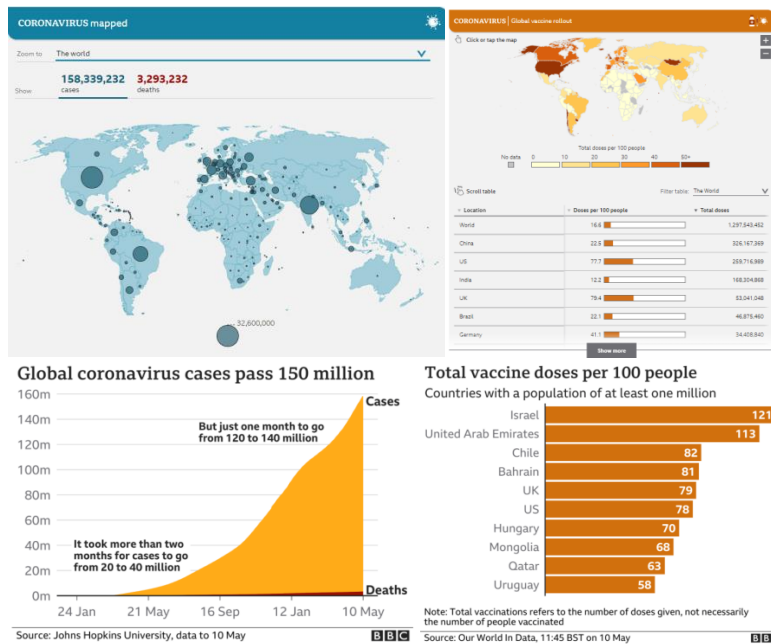 CORONAVIRUS mapped
Zoom to The world
Show 158,339,232 cases 3,293,232 deaths
32,600,000
CORONAVIRUS Global vaccine rollout
Click or tap the map
+
−
Total doses per 100 people
No data 0 10 20 30 40 50+
Scroll table Filter table: The World
Location Doses per 100 people Total doses
World 16.6 1,297,543,452
China 22.5 326,167,369
US 77.7 259,716,989
India 12.2 168,304,868
UK 79.4 53,041,048
Brazil 22.1 46,875,460
Germany 41.1 34,408,840
Show more
Global coronavirus cases pass 150 million
160m
140m
120m
100m
80m
60m
40m
20m
0m
Cases
But just one month to go
from 120 to 140 million
It took more than two
months for cases to go
from 20 to 40 million
Deaths
24 Jan 21 May 16 Sep 12 Jan 10 May
Source: Johns Hopkins University, data to 10 May BBC
Total vaccine doses per 100 people
Countries with a population of at least one million
Israel 121
United Arab Emirates 113
Chile 82
Bahrain 81
UK 79
US 78
Hungary 70
Mongolia 68
Qatar 63
Uruguay 58
Note: Total vaccinations refers to the number of doses given, not necessarily
the number of people vaccinated
Source: Our World In Data, 11:45 BST on 10 May BB